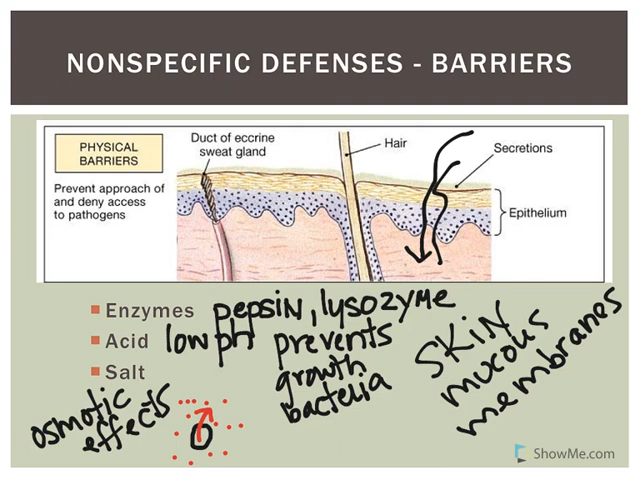 NONSPECIFIC DEFENSES - BARRIERS
PHYSICAL
BARRIERS
Prevent approach of
and deny access
to pathogens
Duct of eccrine
sweat gland
Hair
Secretions
Epithelium
Enzymes pepsin, lysozyme
Acid low ph prevents
growth
bacteria
Salt
osmotic
effects
SKIN
mucous
membranes
ShowMe.com